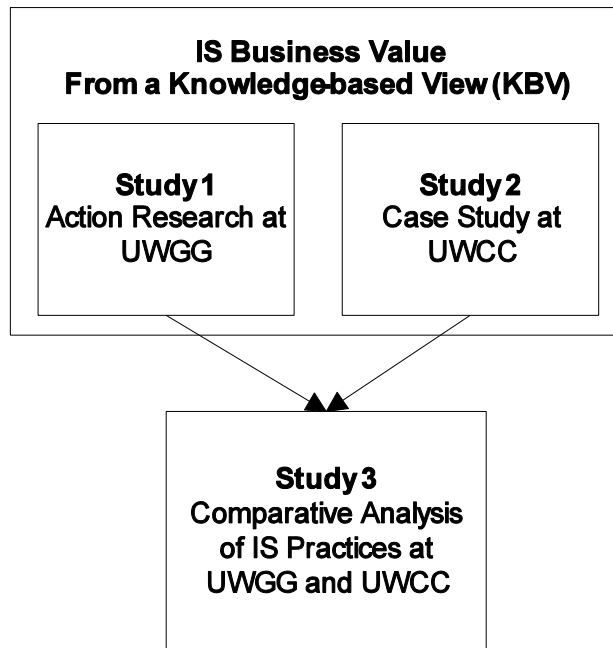 IS Business Value
From a Knowledge-based View (KBV)
Study 1
Action Research at
UWGG
Study 2
Case Study at
UWCC
Study 3
Comparative Analysis
of IS Practices at
UWGG and UWCC